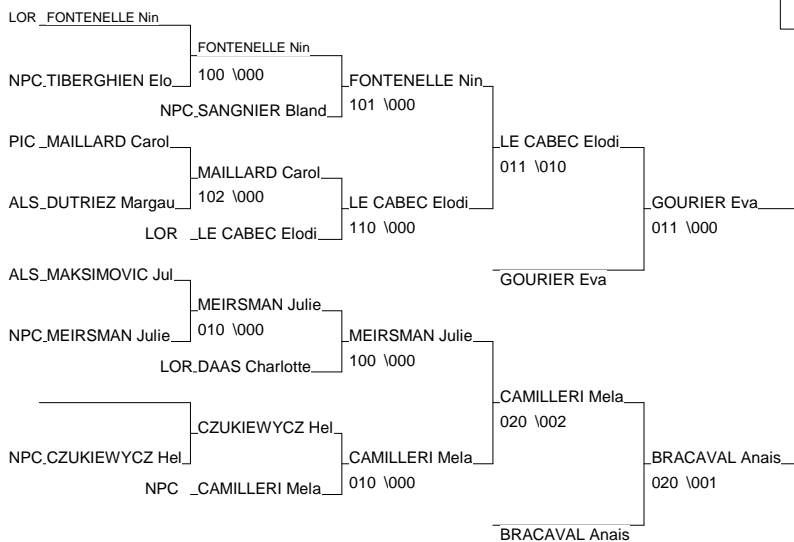 LOR FONTENELLE Nin
FONTENELLE Nin
NPC TIBERGHIEN Elo 100 \000 FONTENELLE Nin
NPC SANGNIER Bland 101 \000
PIC MAILLARD Carol LE CABEC Elodi
MAILLARD Carol 011 \010
ALS DUTRIEZ Margau 102 \000 LE CABEC Elodi GOURIER Eva
LOR LE CABEC Elodi 110 \000 011 \000
ALS MAKSIMOVIC Jul GOURIER Eva
MEIRSMAN Julie
NPC MEIRSMAN Julie 010 \000 MEIRSMAN Julie
LOR DAAS Charlotte 100 \000
CAMILLERI Mela
CZUKIEWYCZ Hel 020 \002
NPC CZUKIEWYCZ Hel CAMILLERI Mela BRACAVAL Anais
NPC CAMILLERI Mela 010 \000 020 \001
BRACAVAL Anais